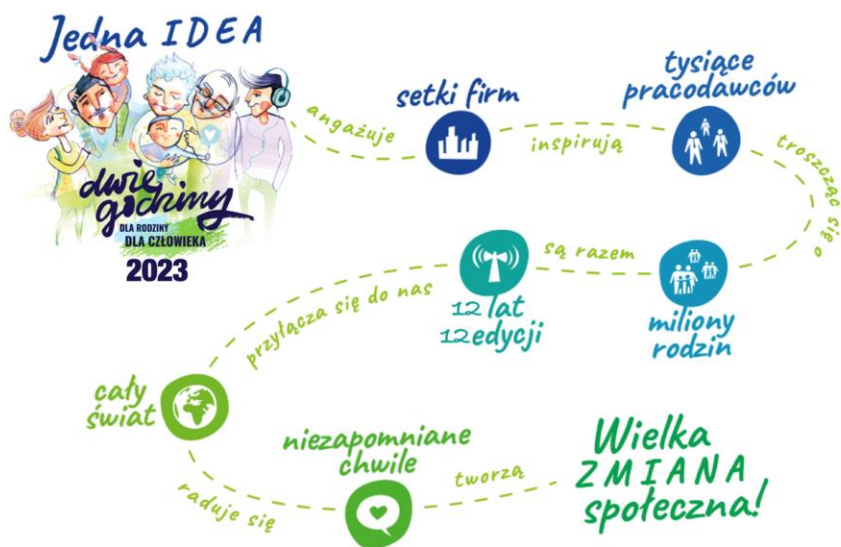 Jedna IDEA
dwie
godziny
DLA RODZINY
DLA CZŁOWIEKA
2023
angażuje
setki firm
inspirują
tysiące
pracodawców
troszcząc się o
miliony
rodzin
są razem
12 lat
12 edycji
przyłącza się do nas
cały
świat
raduje się
niezapomniane
chwile
tworzą
Wielka
ZMIANA
społeczna!